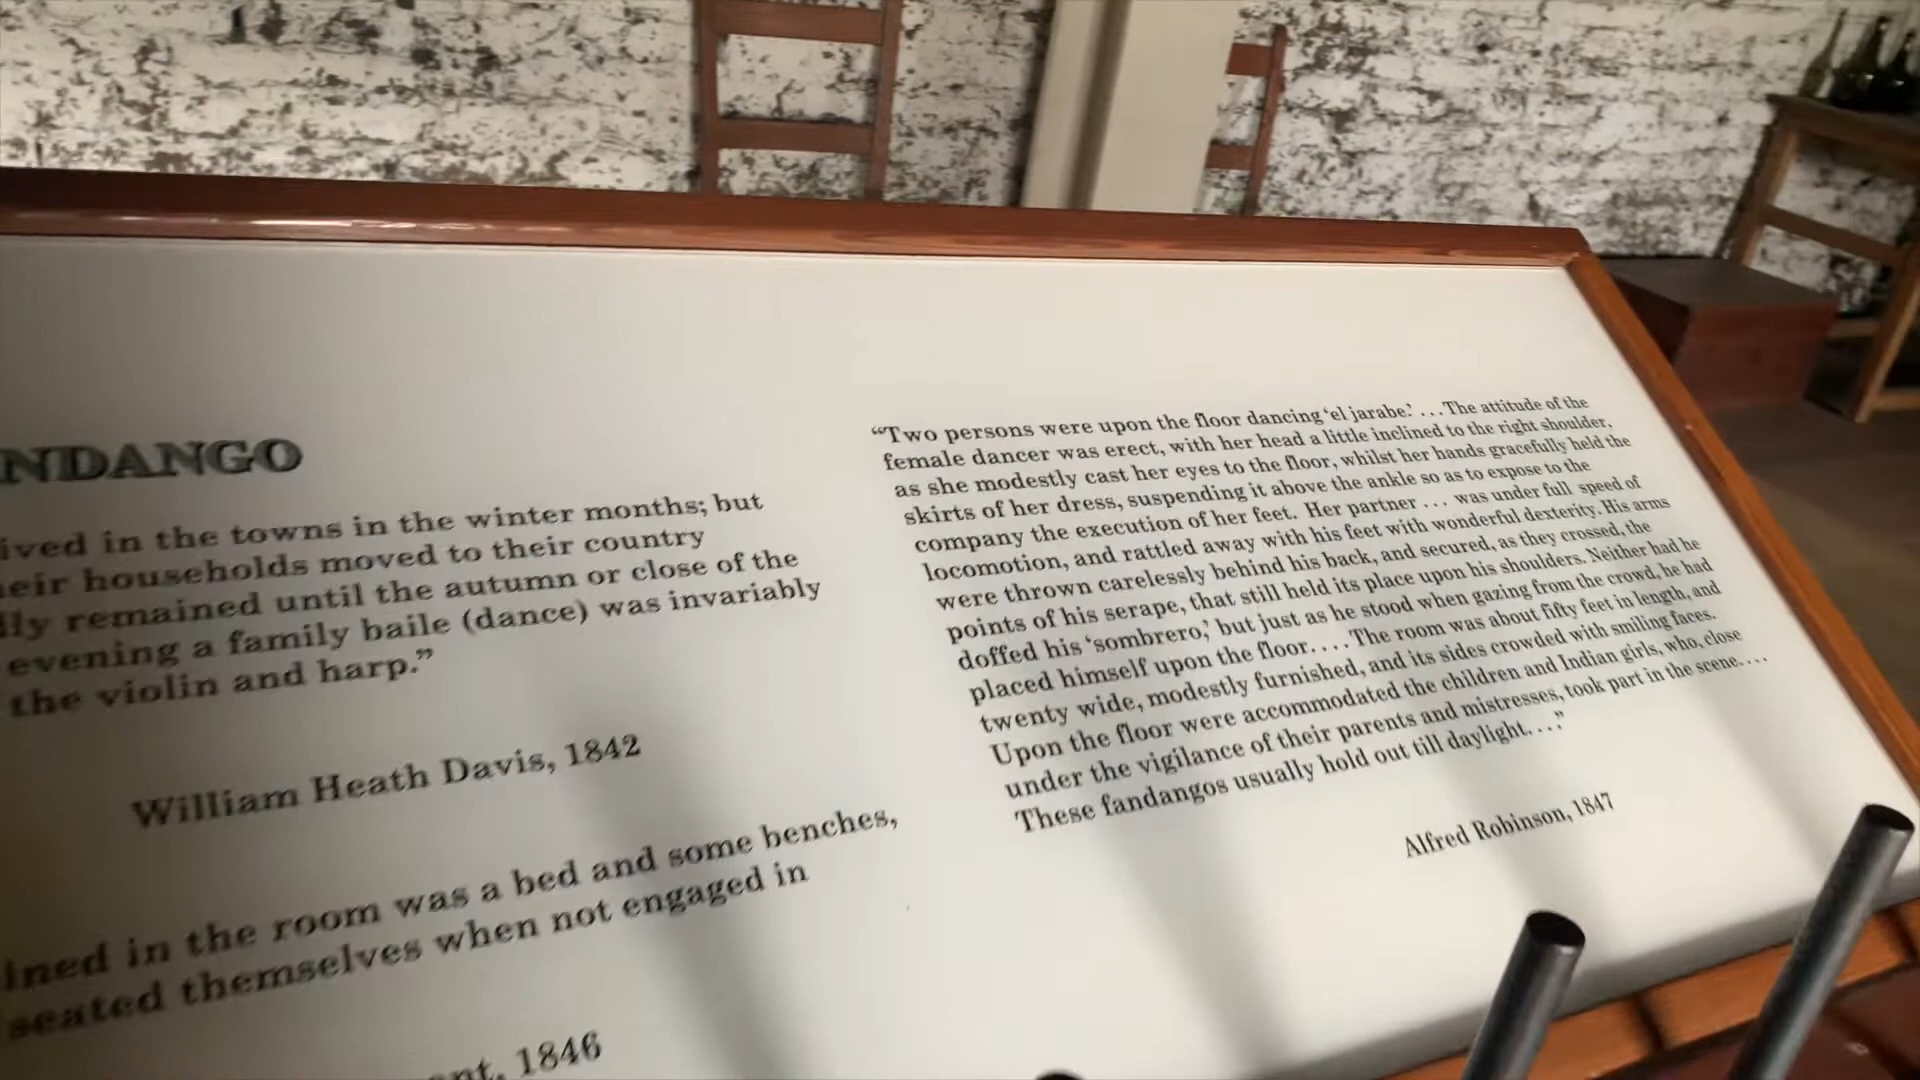 NDANGO
ived in the towns in the winter months; but
eir households moved to their country
lly remained until the autumn or close of the
evening a family baile (dance) was invariably
the violin and harp.”
William Heath Davis, 1842
ined in the room was a bed and some benches,
seated themselves when not engaged in
nt, 1846
“Two persons were upon the floor dancing ‘el jarabe.’ . . . The attitude of the
female dancer was erect, with her head a little inclined to the right shoulder,
as she modestly cast her eyes to the floor, whilst her hands gracefully held the
skirts of her dress, suspending it above the ankle so as to expose to the
company the execution of her feet. Her partner . . . was under full speed of
locomotion, and rattled away with his feet with wonderful dexterity. His arms
were thrown carelessly behind his back, and secured, as they crossed, the
points of his serape, that still held its place upon his shoulders. Neither had he
doffed his ‘sombrero,’ but just as he stood when gazing from the crowd, he had
placed himself upon the floor. . . . The room was about fifty feet in length, and
twenty wide, modestly furnished, and its sides crowded with smiling faces.
Upon the floor were accommodated the children and Indian girls, who, close
under the vigilance of their parents and mistresses, took part in the scene. . . .
These fandangos usually hold out till daylight. . . .”
Alfred Robinson, 1847